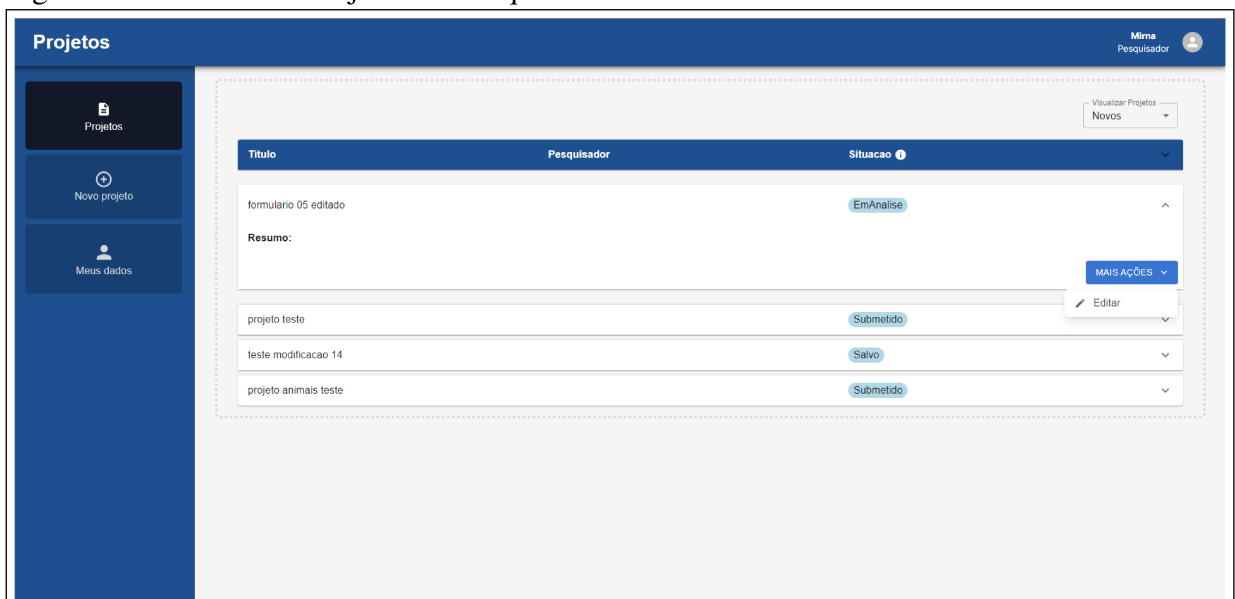 Projetos
Mirna
Pesquisador
Projetos
Novo projeto
Meus dados
Visualizar Projetos
Novos
Titulo Pesquisador Situacao
formulario 05 editado EmAnalise
Resumo:
MAIS AÇÕES
Editar
projeto teste Submetido
teste modificacao 14 Salvo
projeto animais teste Submetido